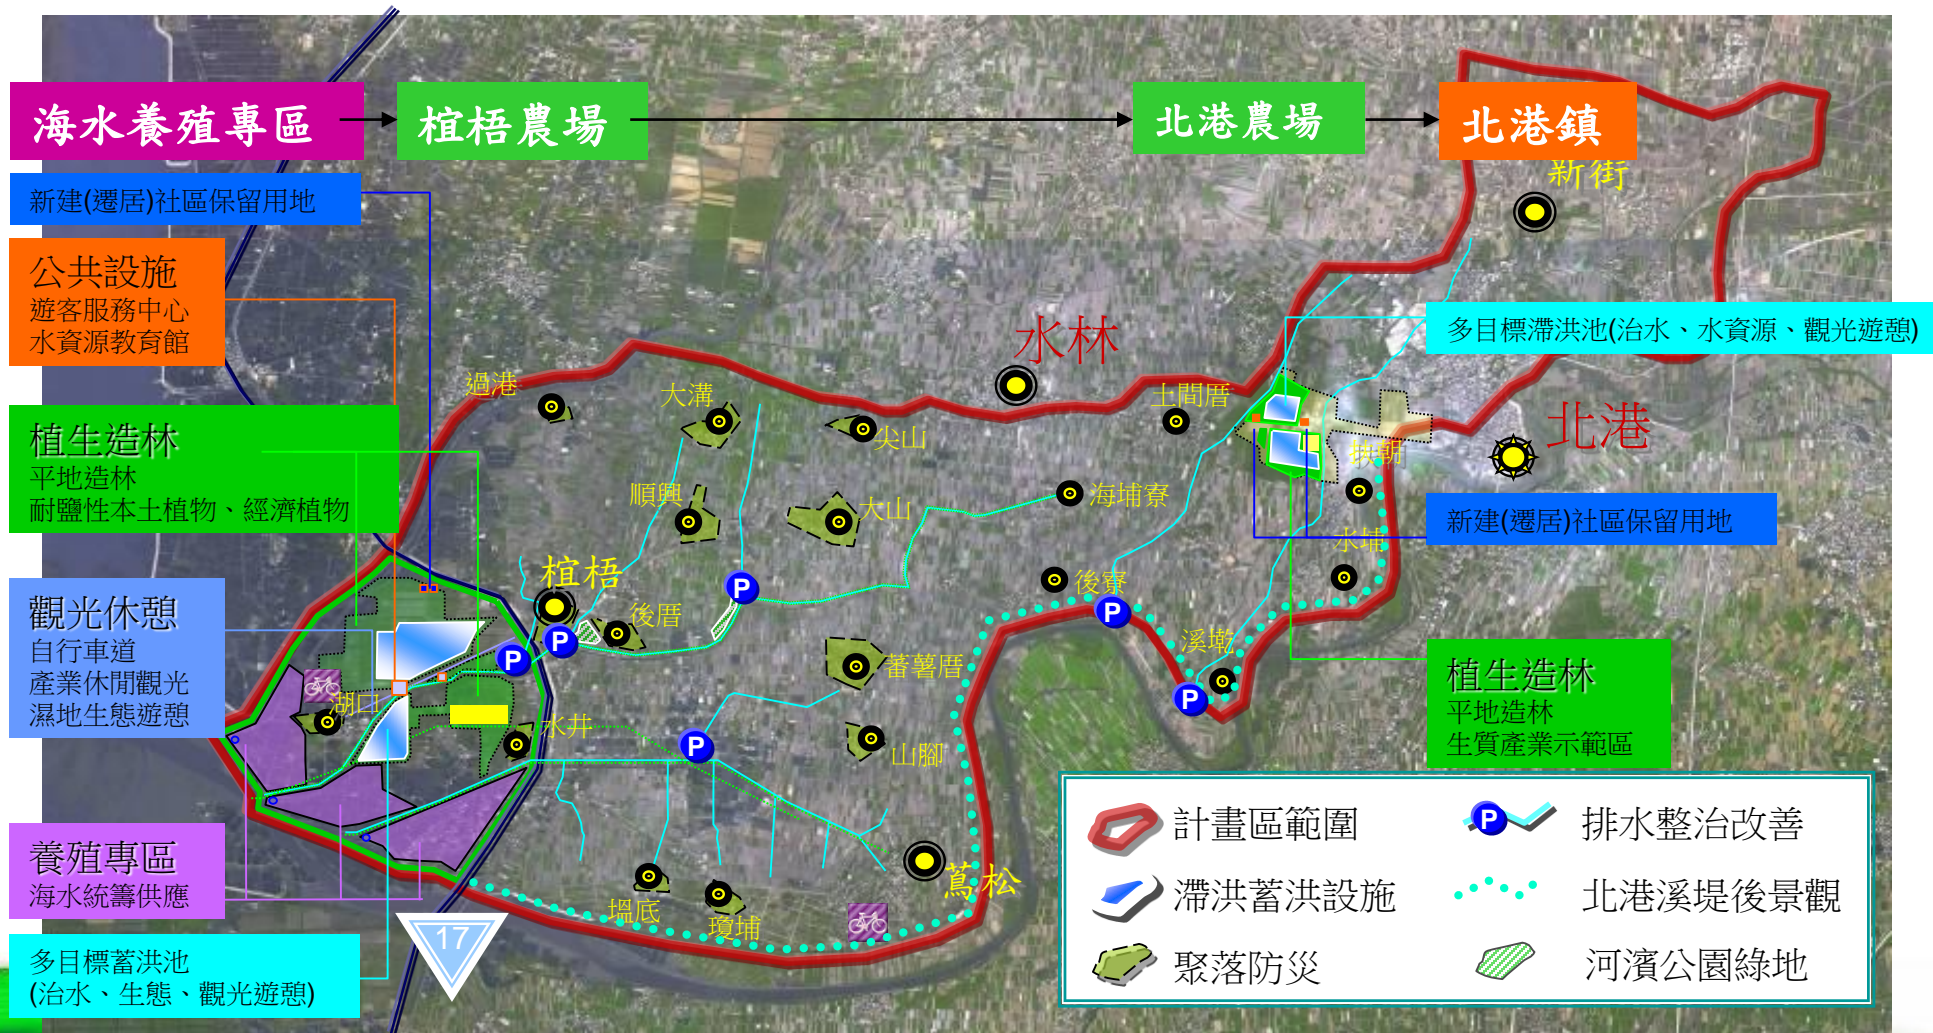 海水養殖專區
椬梧農場
北港農場
北港鎮
新建(遷居)社區保留用地
公共設施
遊客服務中心
水資源教育館
植生造林
平地造林
耐鹽性本土植物、經濟植物
觀光休憩
自行車道
產業休閒觀光
濕地生態遊憩
養殖專區
海水統籌供應
多目標蓄洪池
(治水、生態、觀光遊憩)
新街
水林
北港
多目標滯洪池(治水、水資源、觀光遊憩)
新建(遷居)社區保留用地
植生造林
平地造林
生質產業示範區
過港
大溝
尖山
土間厝
順興
大山
海埔寮
扶朝
水埔
椬梧
後厝
後寮
溪墘
蕃薯厝
山腳
湖口
水井
塭底
瓊埔
蔦松
P
P
P
P
P
P
17
計畫區範圍
滯洪蓄洪設施
聚落防災
P
排水整治改善
北港溪堤後景觀
河濱公園綠地